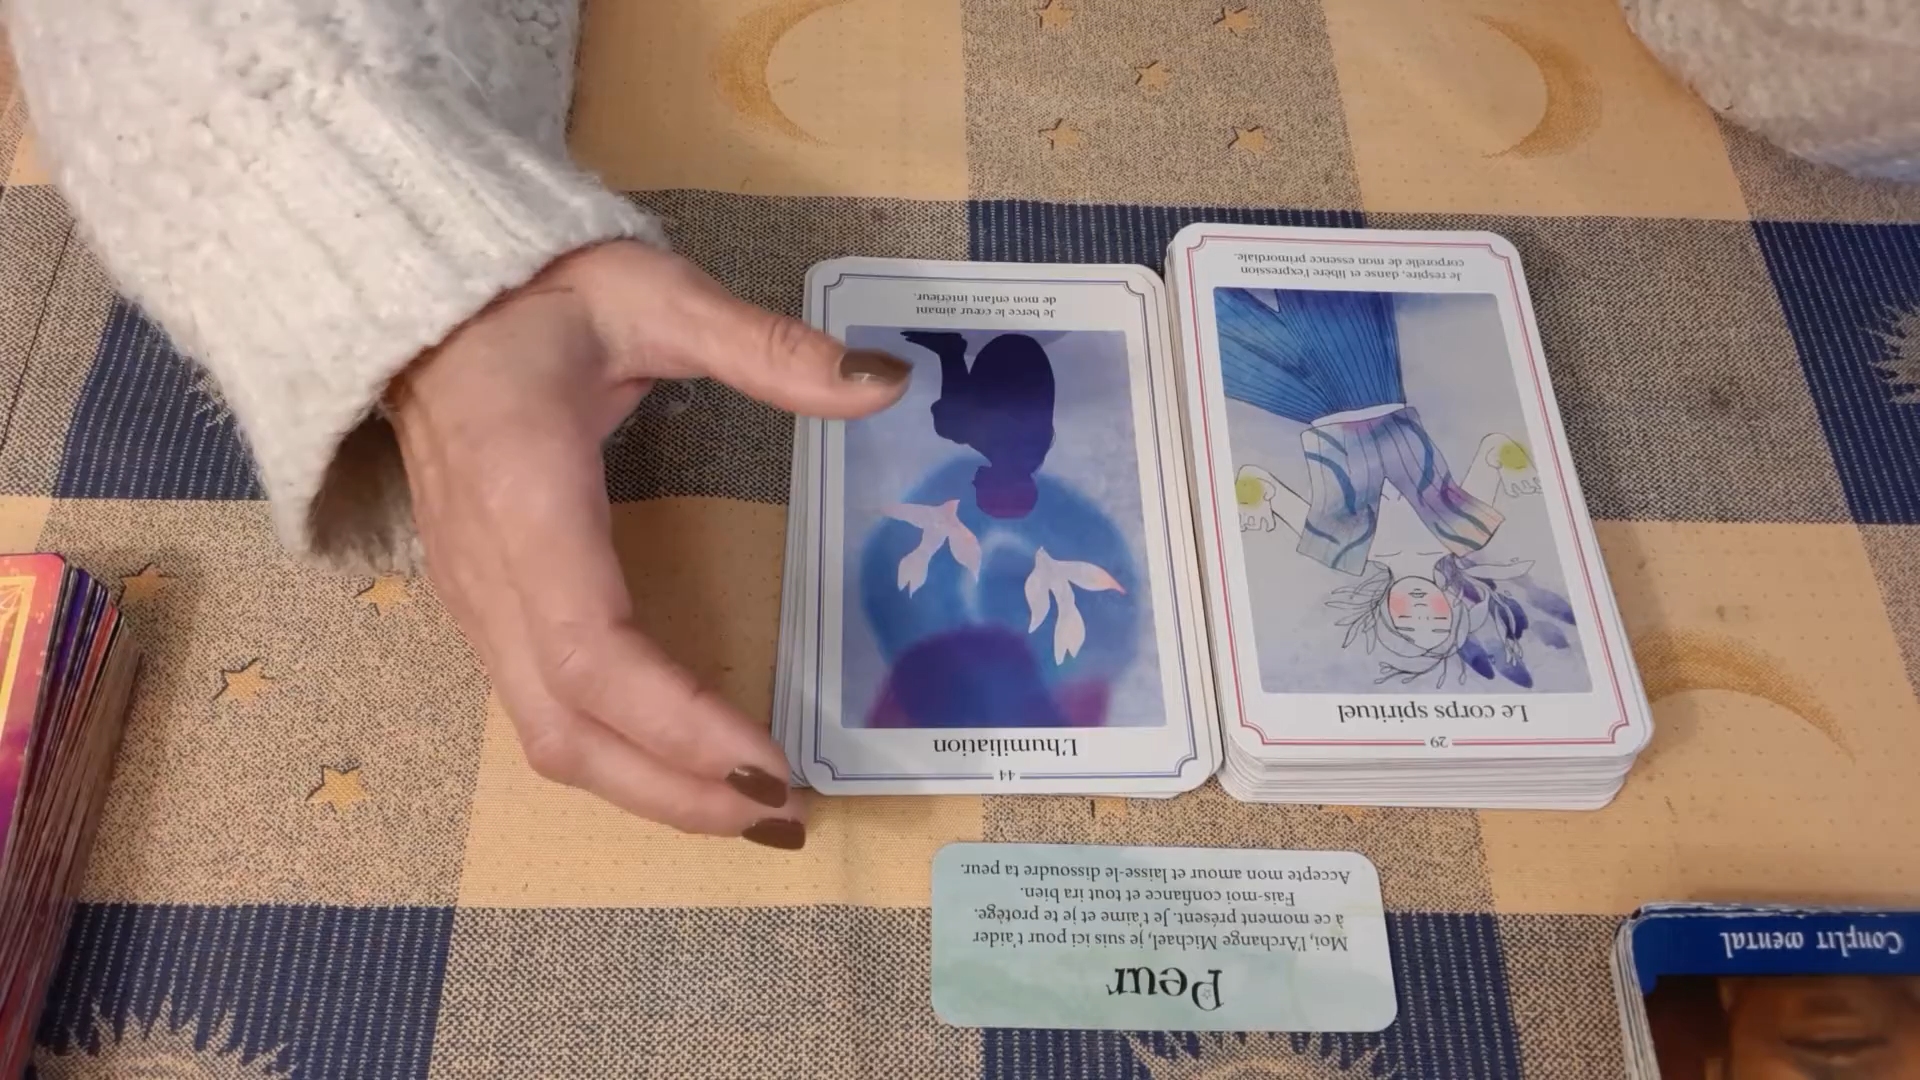 44
L'humiliation
Je berce le cœur aimant
de mon enfant intérieur.
29
Le corps spirituel
Je respire, danse et libère l'expression
corporelle de mon essence primordiale.
Peur
Moi, l'Archange Michael, je suis ici pour t'aider
à ce moment présent. Je t'aime et je te protège.
Fais-moi confiance et tout ira bien.
Accepte mon amour et laisse-le dissoudre ta peur.
Conflit mental